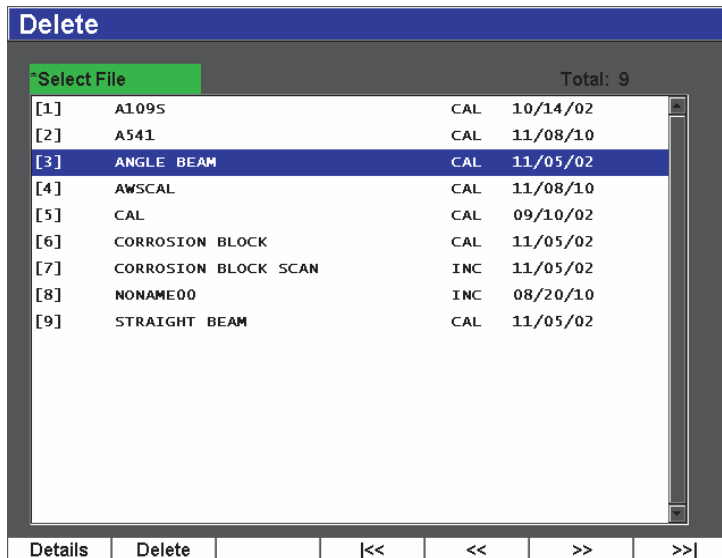 Delete
*Select File Total: 9
[1] A109S CAL 10/14/02
[2] A541 CAL 11/08/10
[3] ANGLE BEAM CAL 11/05/02
[4] AWSCAL CAL 11/08/10
[5] CAL CAL 09/10/02
[6] CORROSION BLOCK CAL 11/05/02
[7] CORROSION BLOCK SCAN INC 11/05/02
[8] NONAME00 INC 08/20/10
[9] STRAIGHT BEAM CAL 11/05/02
Details Delete |<< << >> >>|